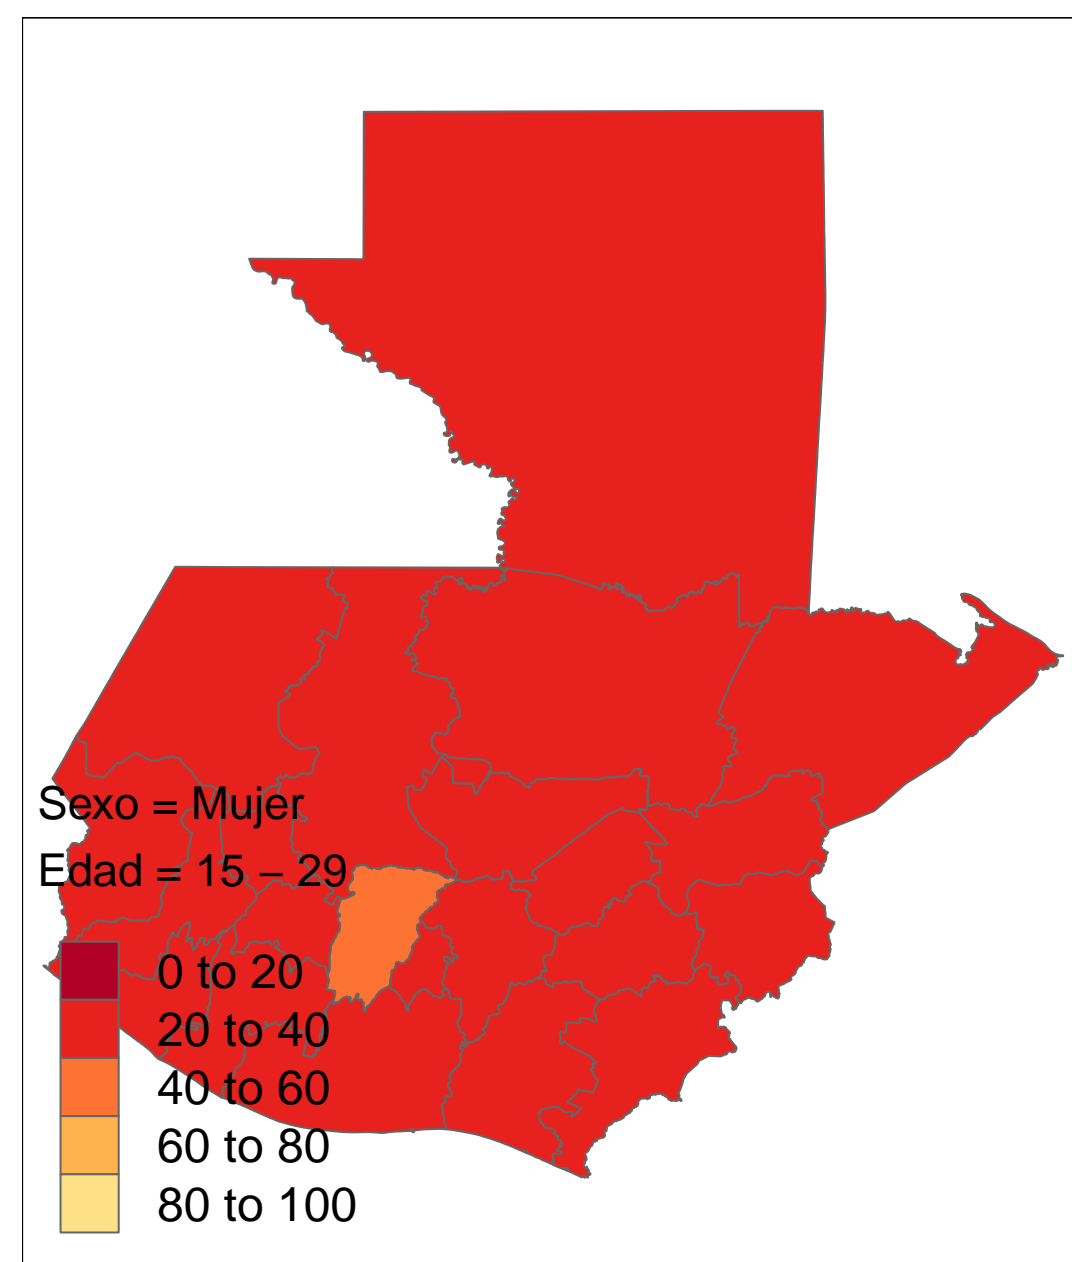 Sexo = Mujer
Edad = 15 – 29
0 to 20
20 to 40
40 to 60
60 to 80
80 to 100